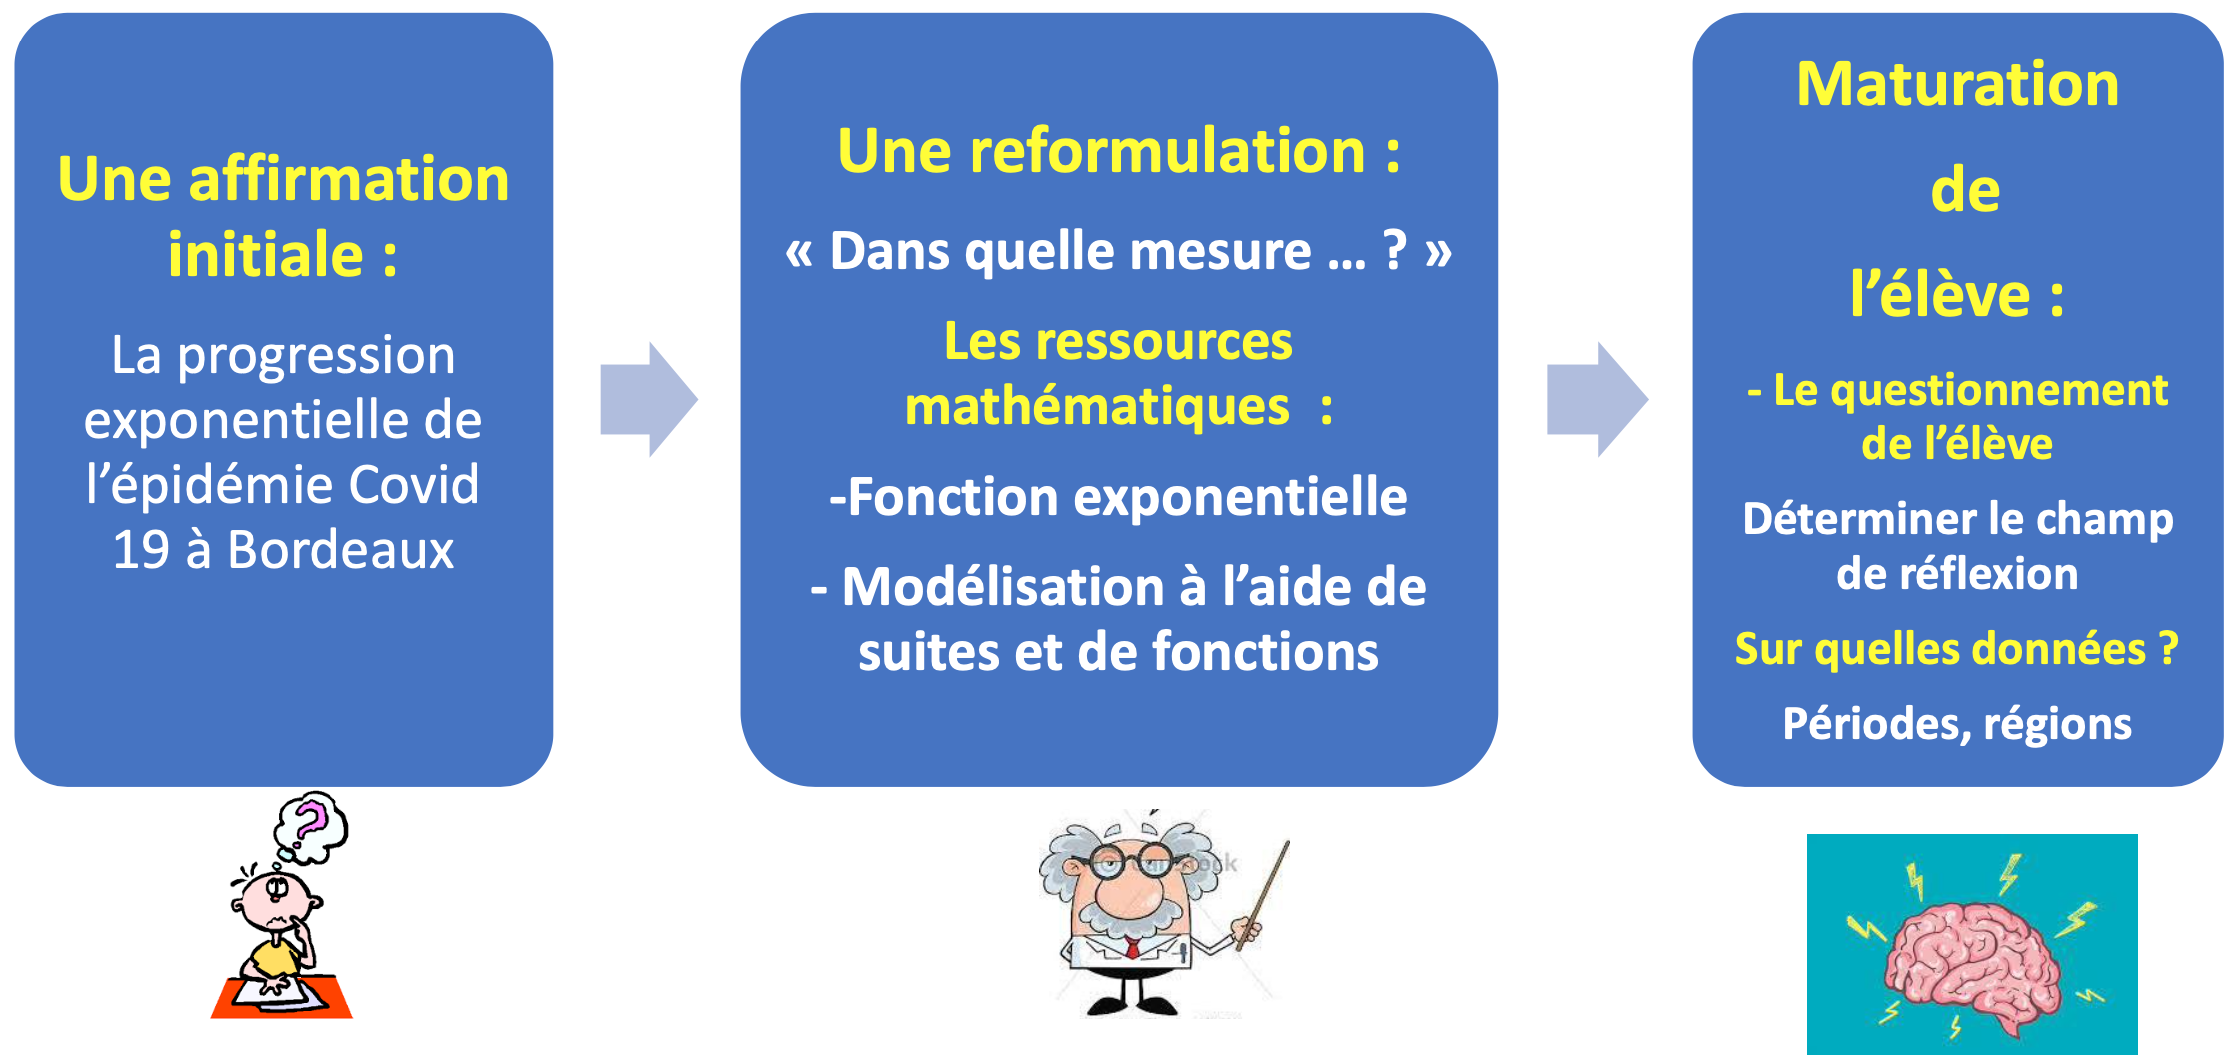 Une affirmation
initiale :
La progression
exponentielle de
l’épidémie Covid
19 à Bordeaux
Une reformulation :
« Dans quelle mesure ... ? »
Les ressources
mathématiques  :
-Fonction exponentielle
- Modélisation à l’aide de
suites et de fonctions
Maturation
de
l’élève :
- Le questionnement
de l’élève
Déterminer le champ
de réflexion
Sur quelles données ?
Périodes, régions